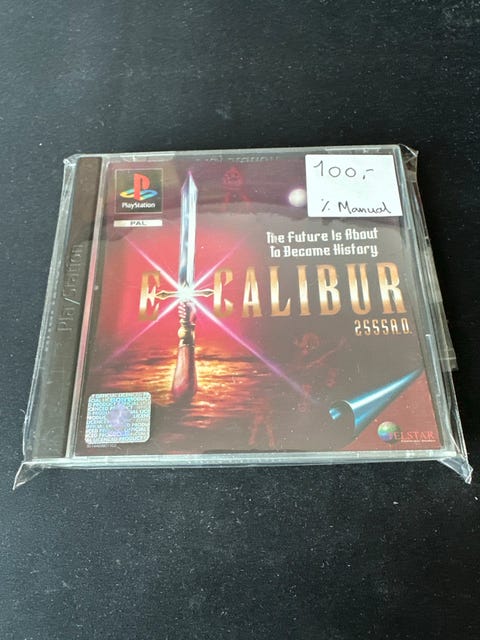 100,-
% Manual
PlayStation
PAL
The Future Is About
To Become History
EXCALIBUR
2555A.D.
PlayStation
TELSTAR